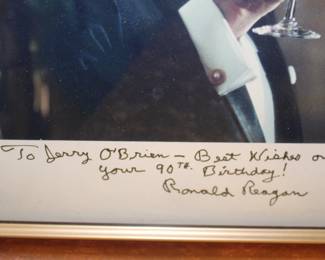 To Jerry O'Brien — Best Wishes on
your 90TH Birthday!
Ronald Reagan